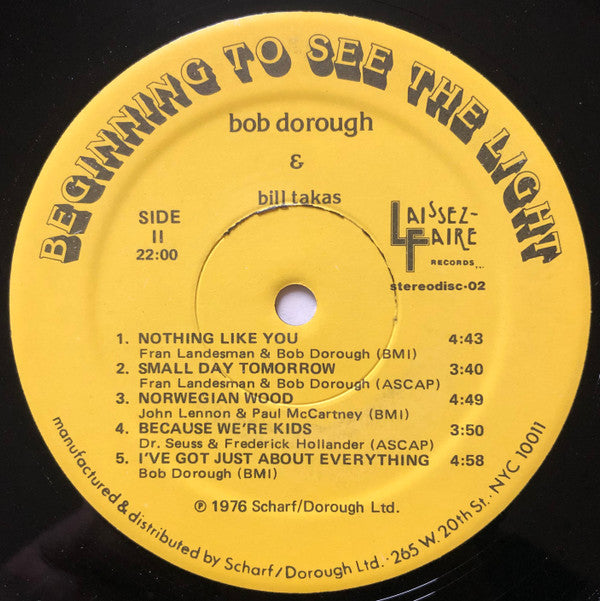 BEGINNING TO SEE THE LIGHT
bob dorough
&
bill takas
SIDE
II
22:00
LAISSEZ-
FAIRE
RECORDS
stereodisc-02
1. NOTHING LIKE YOU 4:43
Fran Landesman & Bob Dorough (BMI)
2. SMALL DAY TOMORROW 3:40
Fran Landesman & Bob Dorough (ASCAP)
3. NORWEGIAN WOOD 4:49
John Lennon & Paul McCartney (BMI)
4. BECAUSE WE'RE KIDS 3:50
Dr. Seuss & Frederick Hollander (ASCAP)
5. I'VE GOT JUST ABOUT EVERYTHING 4:58
Bob Dorough (BMI)
℗ 1976 Scharf/Dorough Ltd.
manufactured & distributed by Scharf/Dorough Ltd. · 265 W. 20th St., NYC 10011